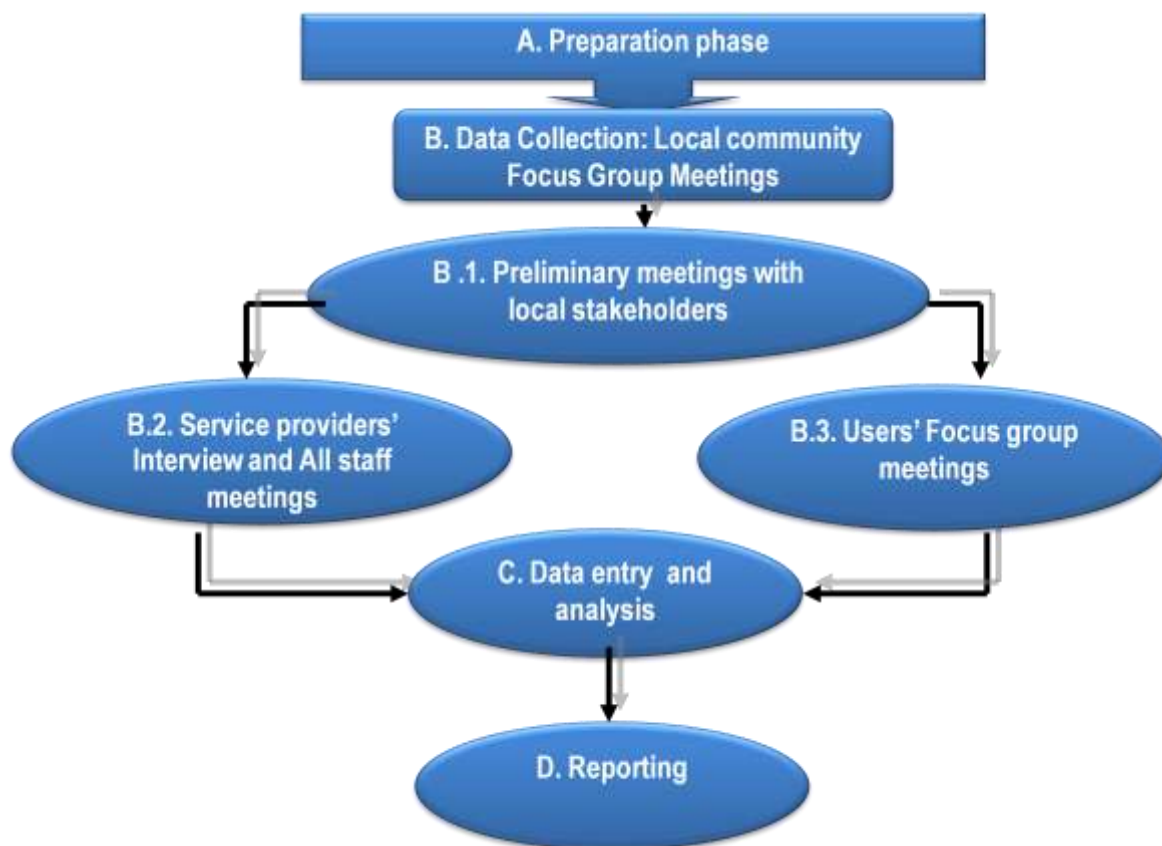 A. Preparation phase
B. Data Collection: Local community
Focus Group Meetings
B .1. Preliminary meetings with
local stakeholders
B.2. Service providers’
Interview and All staff
meetings
B.3. Users’ Focus group
meetings
C. Data entry and
analysis
D. Reporting